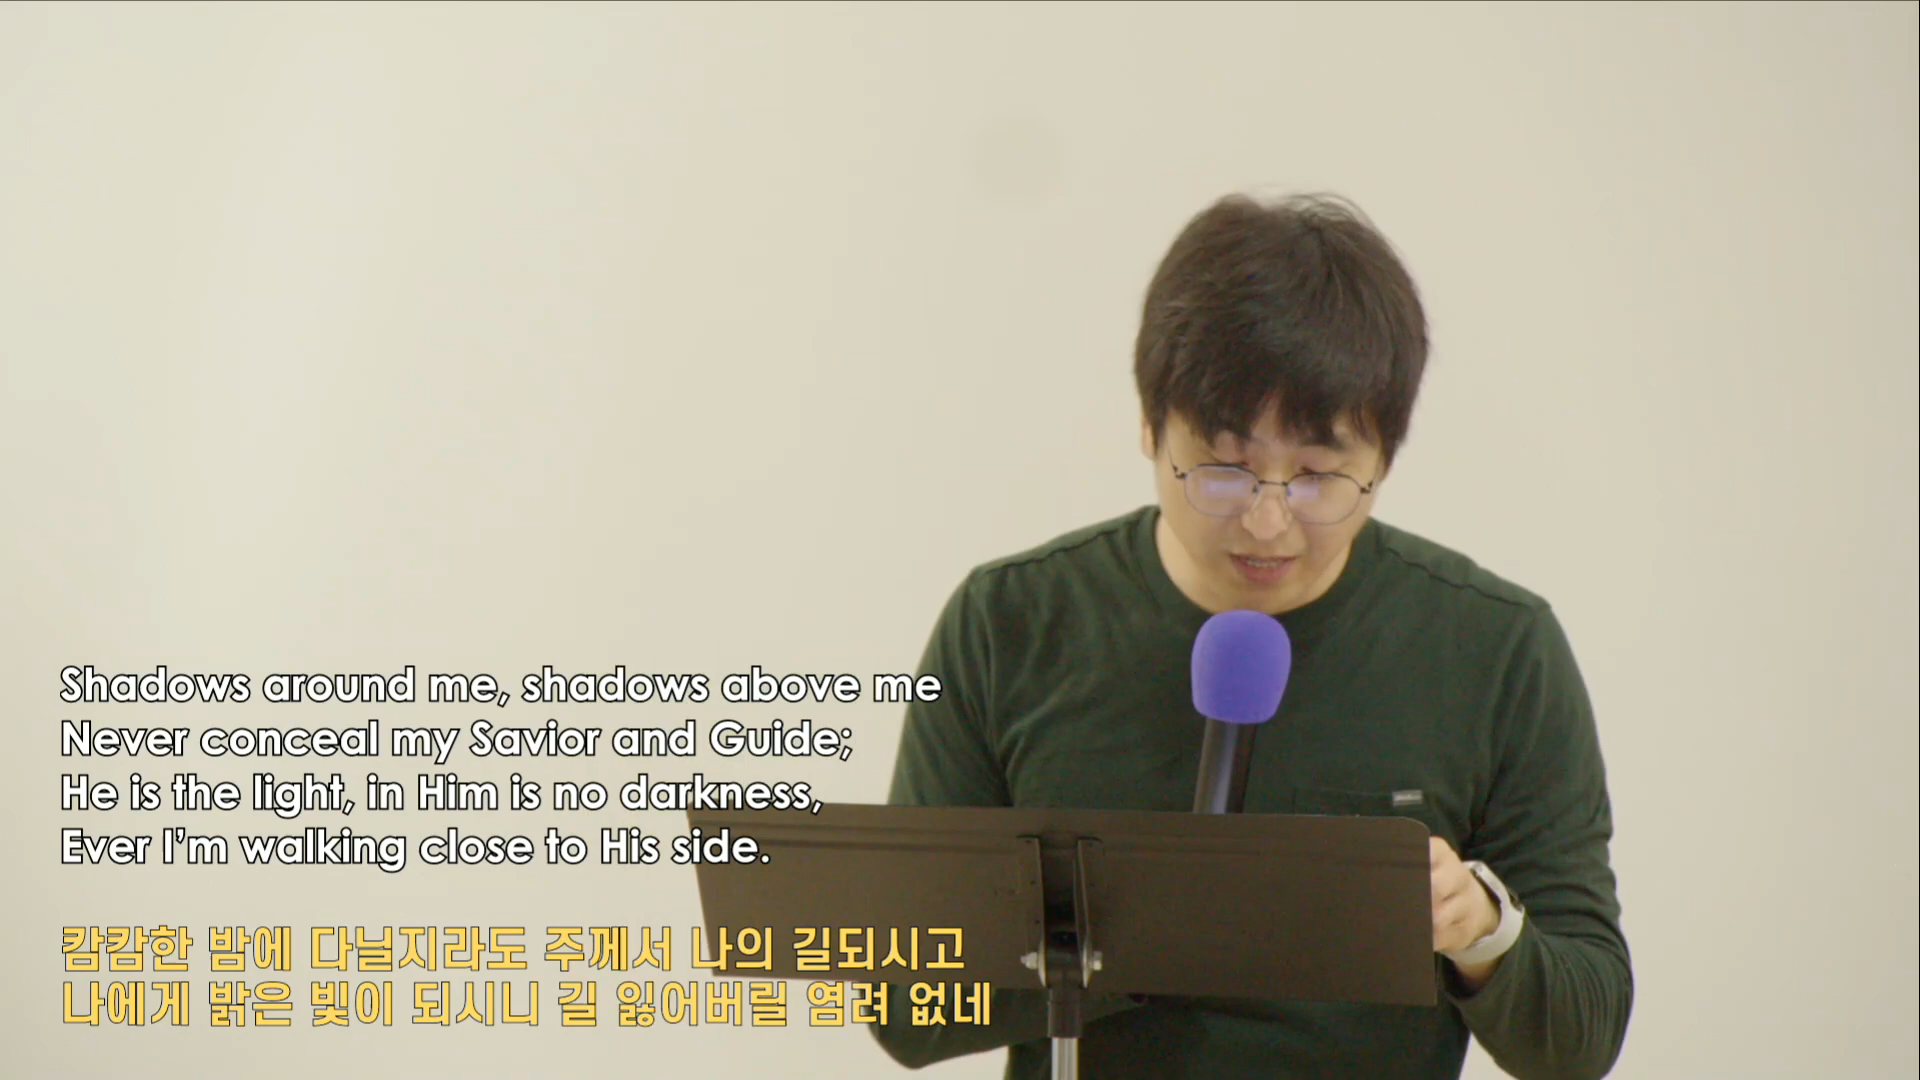 Shadows around me, shadows above me
Never conceal my Savior and Guide;
He is the light, in Him is no darkness,
Ever I'm walking close to His side.
캄캄한 밤에 다닐지라도 주께서 나의 길되시고
나에게 밝은 빛이 되시니 길 잃어버릴 염려 없네